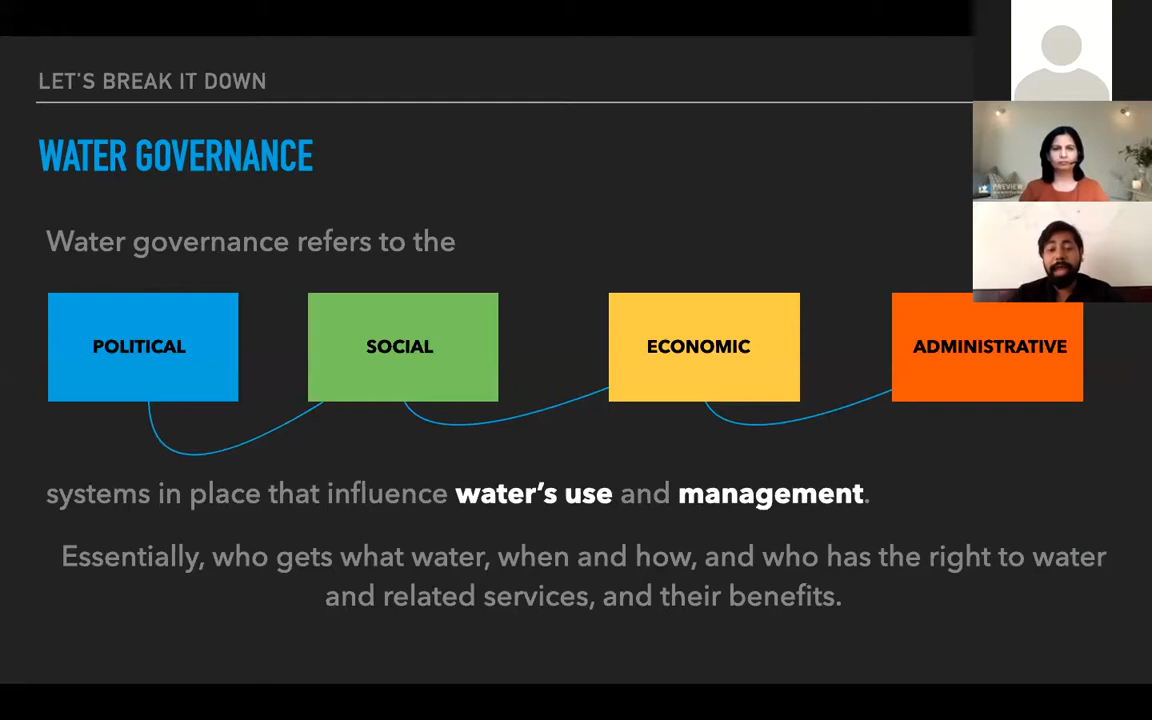 LET'S BREAK IT DOWN
WATER GOVERNANCE
Water governance refers to the
POLITICAL
SOCIAL
ECONOMIC
ADMINISTRATIVE
systems in place that influence water's use and management.
Essentially, who gets what water, when and how, and who has the right to water
and related services, and their benefits.
PREVIEW